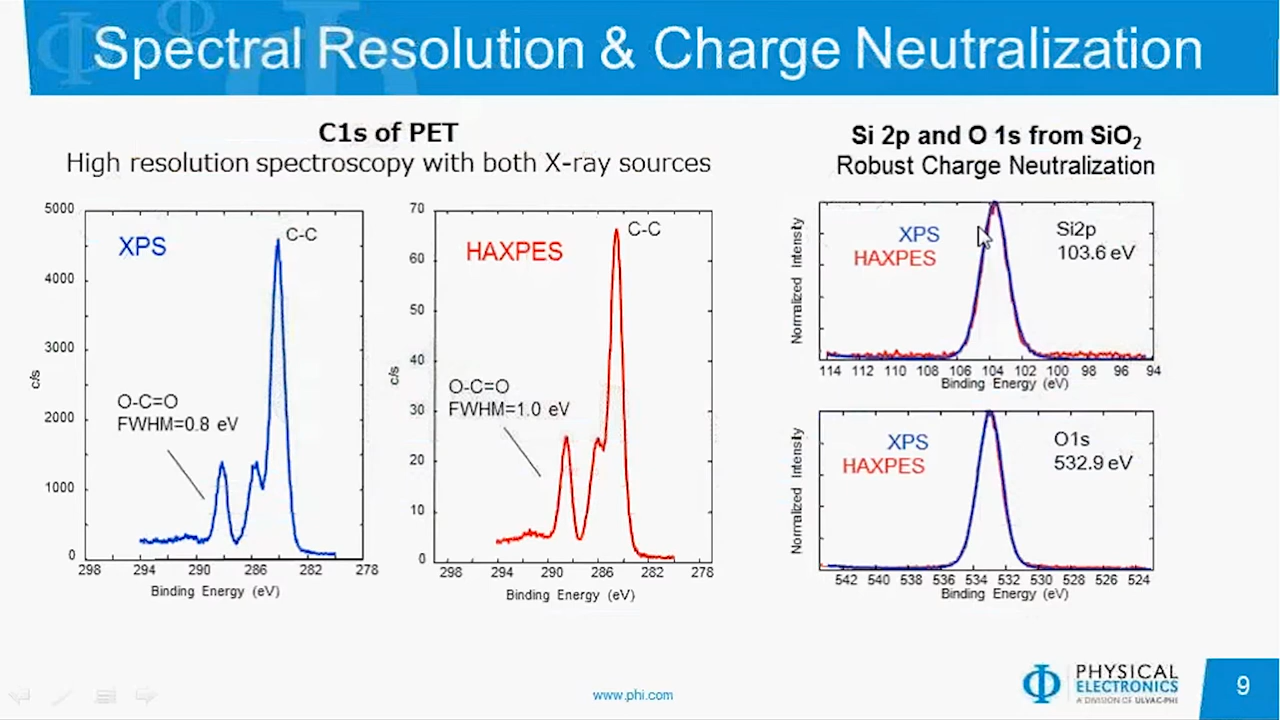 Spectral Resolution & Charge Neutralization
C1s of PET
High resolution spectroscopy with both X-ray sources
5000
4000
3000
2000
1000
0
c/s
XPS
C-C
O-C=O
FWHM=0.8 eV
298 294 290 286 282 278
Binding Energy (eV)
70
60
50
40
30
20
10
0
c/s
HAXPES
C-C
O-C=O
FWHM=1.0 eV
298 294 290 286 282 278
Binding Energy (eV)
Si 2p and O 1s from SiO₂
Robust Charge Neutralization
Normalized Intensity
XPS
HAXPES
Si2p
103.6 eV
114 112 110 108 106 104 102 100 98 96 94
Binding Energy (eV)
Normalized Intensity
XPS
HAXPES
O1s
532.9 eV
542 540 538 536 534 532 530 528 526 524
Binding Energy (eV)
www.phi.com
PHYSICAL
ELECTRONICS
A DIVISION OF ULVAC-PHI
9